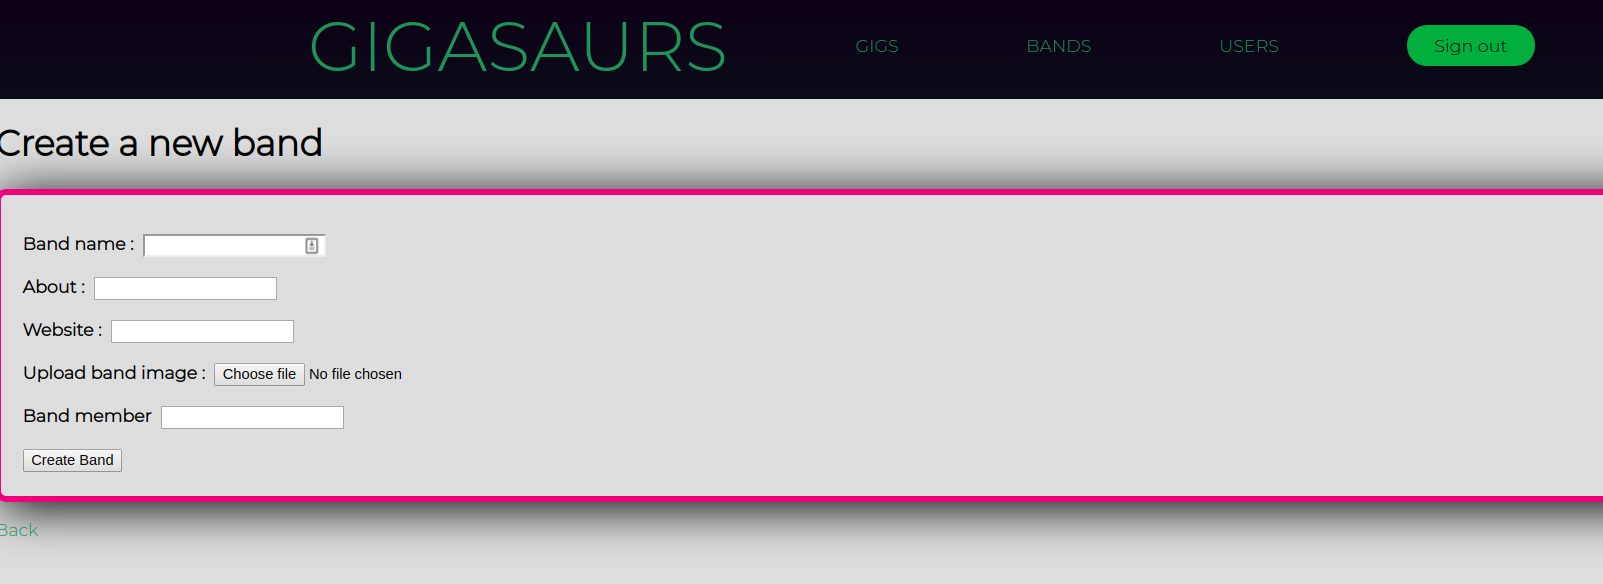 GIGASAURS GIGS BANDS USERS Sign out
Create a new band
Band name :
About :
Website :
Upload band image : Choose file No file chosen
Band member
Create Band
Back